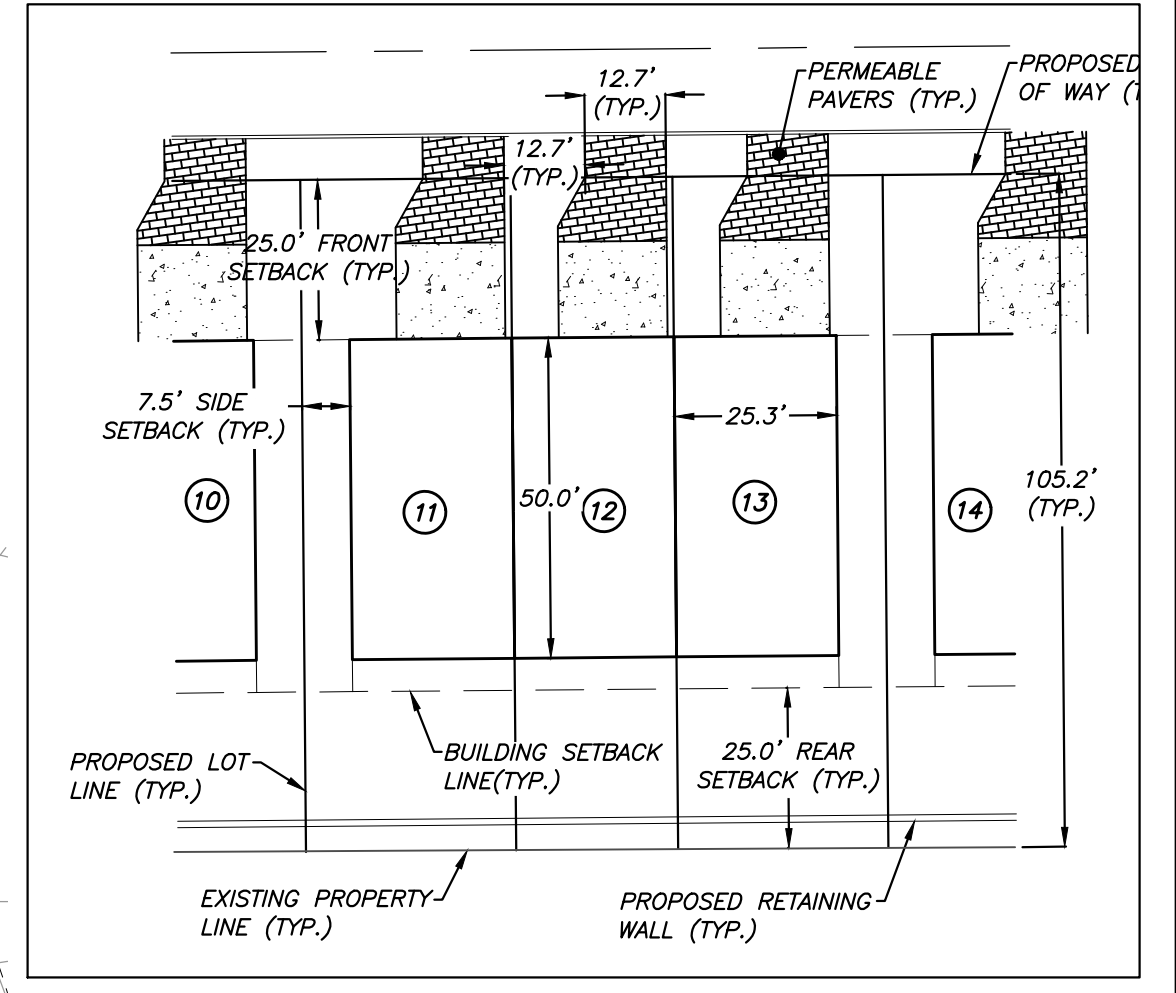 12.7'
(TYP.)
PERMEABLE
PAVERS (TYP.)
PROPOSED
OF WAY (T
12.7'
(TYP.)
25.0' FRONT
SETBACK (TYP.)
7.5' SIDE
SETBACK (TYP.)
25.3'
10
11
50.0'
12
13
14
105.2'
(TYP.)
PROPOSED LOT
LINE (TYP.)
BUILDING SETBACK
LINE(TYP.)
25.0' REAR
SETBACK (TYP.)
EXISTING PROPERTY
LINE (TYP.)
PROPOSED RETAINING
WALL (TYP.)